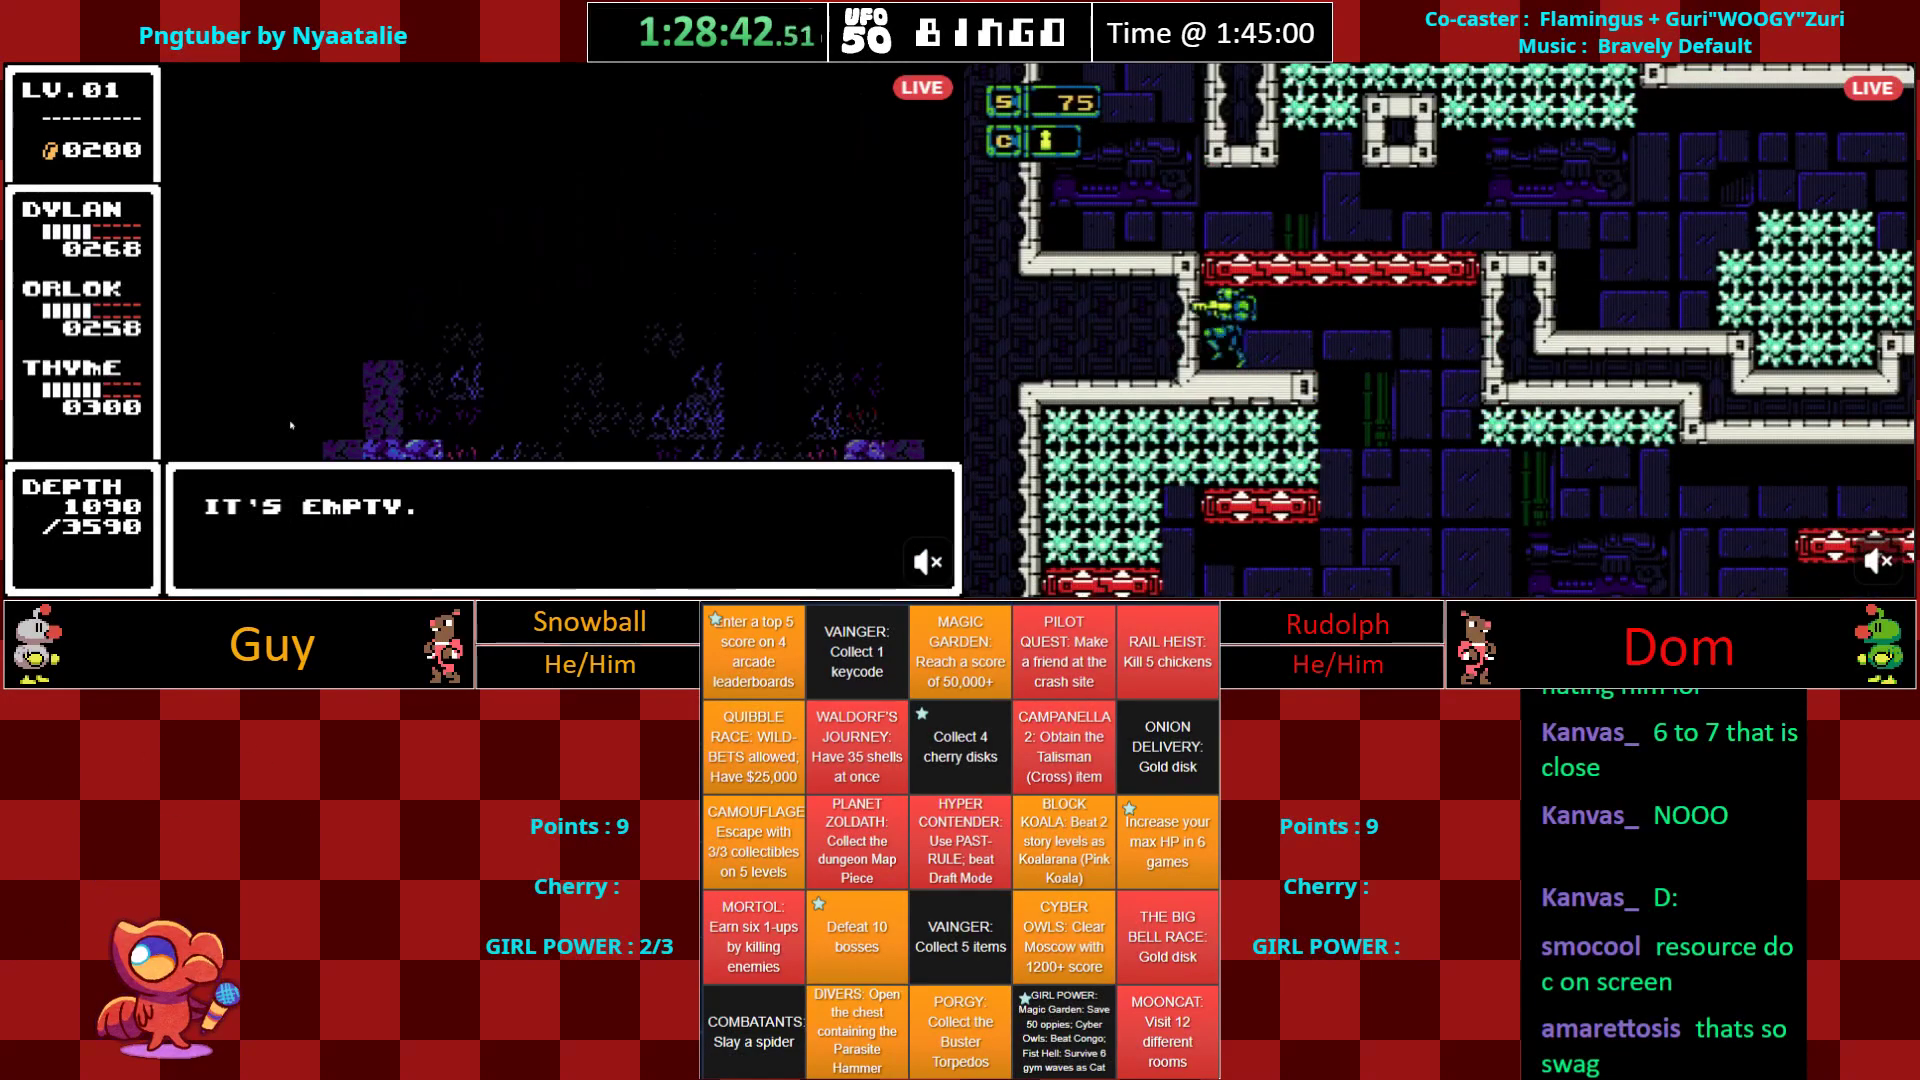 Pngtuber by Nyaatalie
1:28:42.51
UFO 50
BINGO
Time @ 1:45:00
Co-caster : Flamingus + Guri"WOOGY"Zuri
Music : Bravely Default
LV.01
0200
DYLAN
0268
ORLOK
0258
THYME
0300
DEPTH
1090
/3590
IT'S EMPTY.
LIVE
S 75
C
LIVE
Guy
Snowball
He/Him
Rudolph
He/Him
Dom
Enter a top 5
score on 4
arcade
leaderboards
VAINGER:
Collect 1
keycode
MAGIC
GARDEN:
Reach a score
of 50,000+
PILOT
QUEST: Make
a friend at the
crash site
RAIL HEIST:
Kill 5 chickens
QUIBBLE
RACE: WILD-
BETS allowed;
Have $25,000
WALDORF'S
JOURNEY:
Have 35 shells
at once
Collect 4
cherry disks
CAMPANELLA
2: Obtain the
Talisman
(Cross) item
ONION
DELIVERY:
Gold disk
CAMOUFLAGE
Escape with
3/3 collectibles
on 5 levels
PLANET
ZOLDATH:
Collect the
dungeon Map
Piece
HYPER
CONTENDER:
Use PAST-
RULE; beat
Draft Mode
BLOCK
KOALA: Beat 2
story levels as
Koalarana (Pink
Koala)
Increase your
max HP in 6
games
MORTOL:
Earn six 1-ups
by killing
enemies
Defeat 10
bosses
VAINGER:
Collect 5 items
CYBER
OWLS: Clear
Moscow with
1200+ score
THE BIG
BELL RACE:
Gold disk
COMBATANTS:
Slay a spider
DIVERS: Open
the chest
containing the
Parasite
Hammer
PORGY:
Collect the
Buster
Torpedos
GIRL POWER:
Magic Garden: Save
50 oppies; Cyber
Owls: Beat Congo;
Fist Hell: Survive 6
gym waves as Cat
MOONCAT:
Visit 12
different
rooms
Points : 9
Cherry :
GIRL POWER : 2/3
Points : 9
Cherry :
GIRL POWER :
hating him for
Kanvas_ 6 to 7 that is
close
Kanvas_ NOOO
Kanvas_ D:
smocool resource do
c on screen
amarettosis thats so
swag